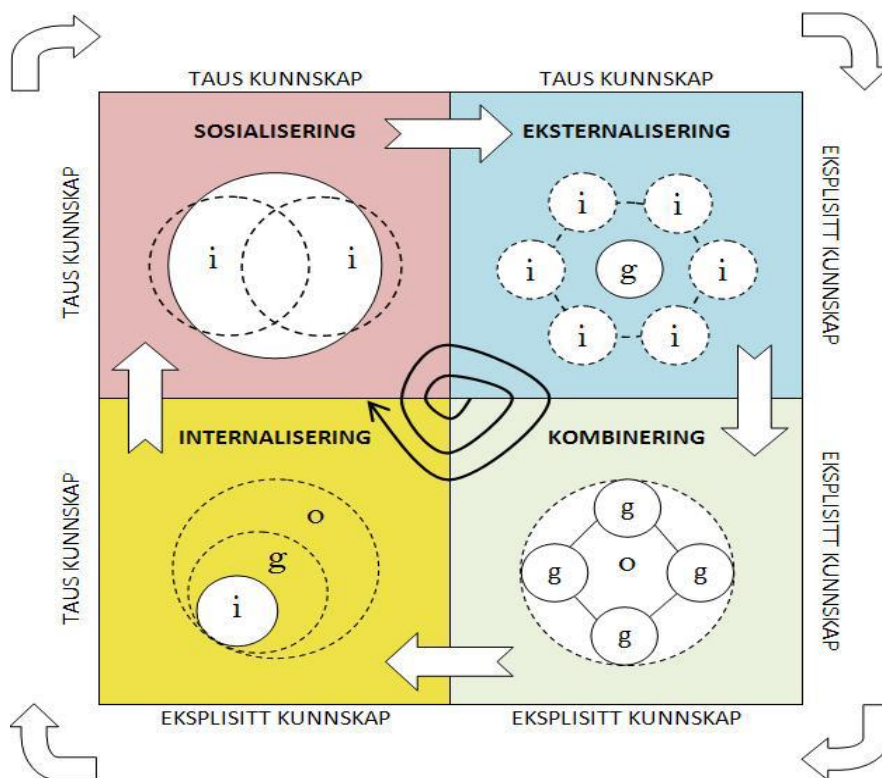 TAUS KUNNSKAP
TAUS KUNNSKAP
SOSIALISERING
EKSTERNALISERING
TAUS KUNNSKAP
EKSPLISITT KUNNSKAP
i
i
i
i
i
g
i
i
i
INTERNALISERING
KOMBINERING
TAUS KUNNSKAP
EKSPLISITT KUNNSKAP
o
g
i
g
g
o
g
g
EKSPLISITT KUNNSKAP
EKSPLISITT KUNNSKAP